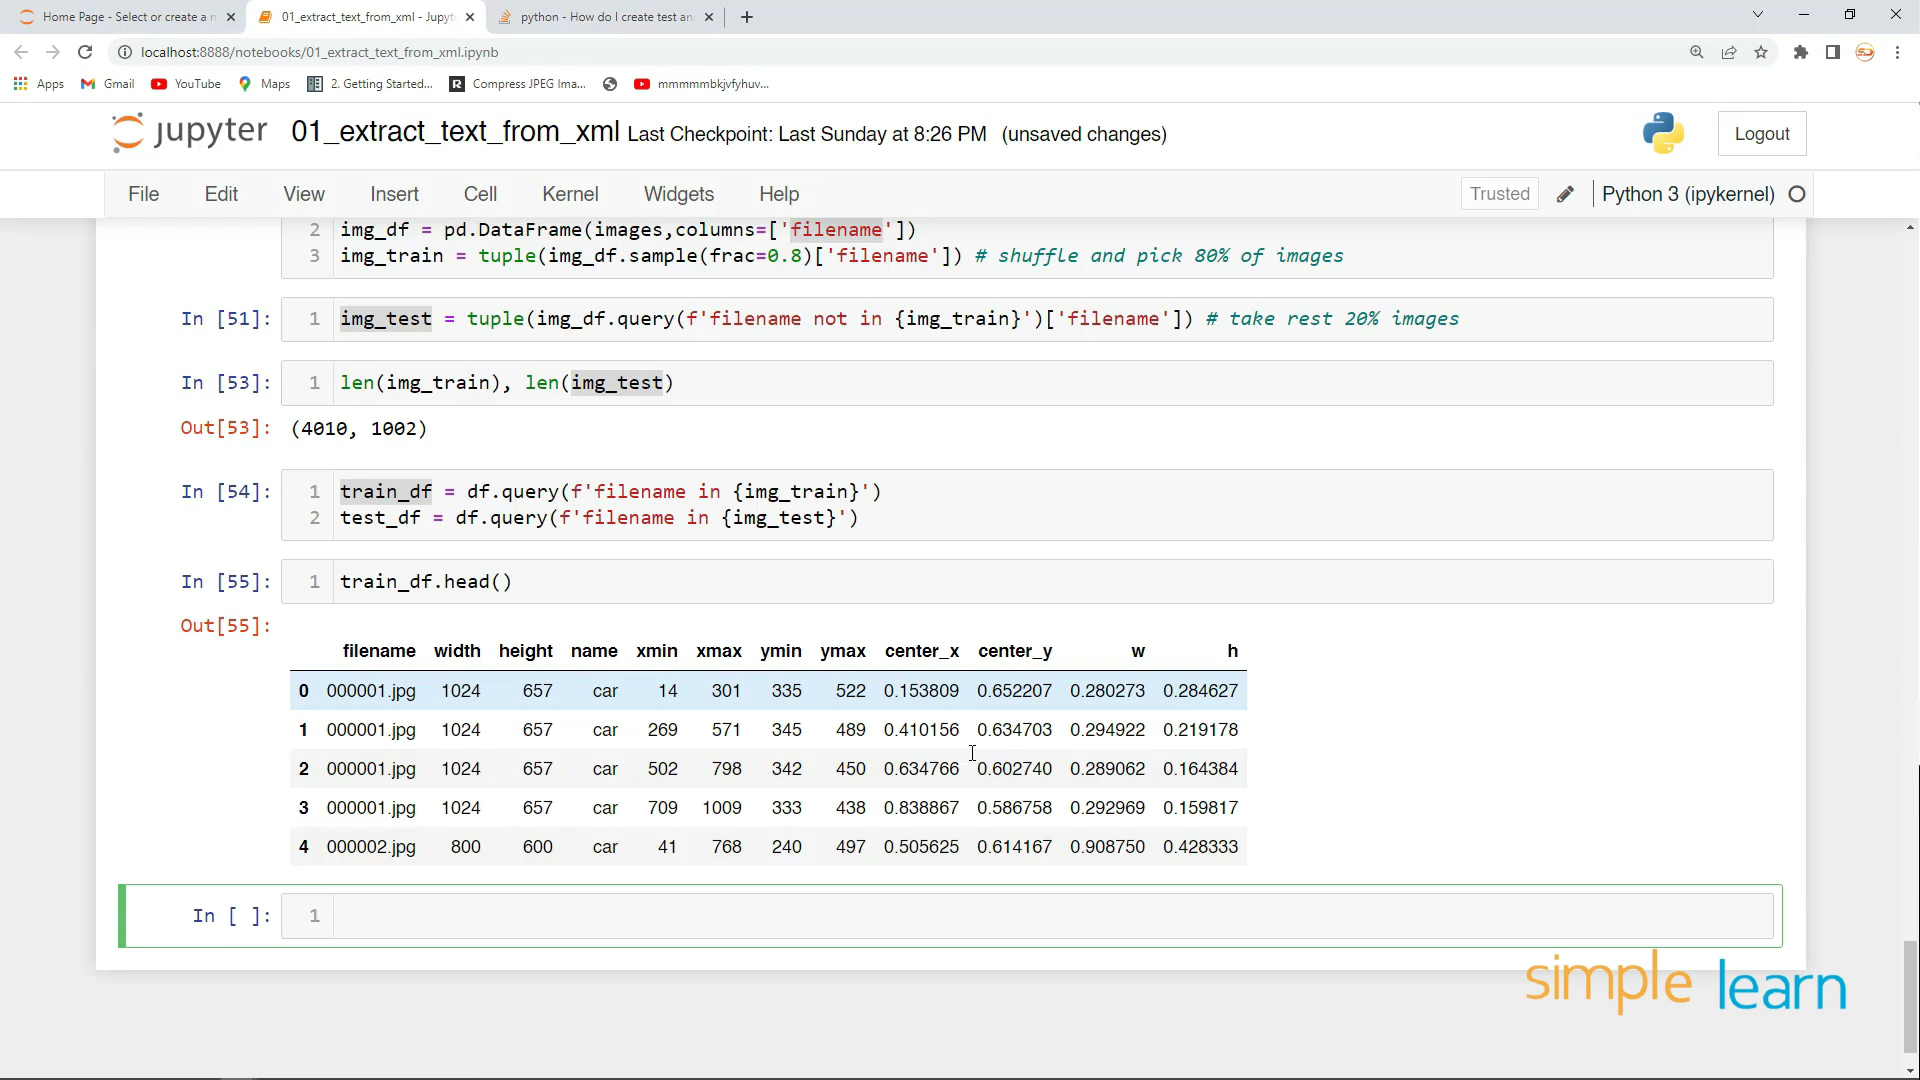 Home Page - Select or create a n
01_extract_text_from_xml - Jupyt
python - How do I create test an
localhost:8888/notebooks/01_extract_text_from_xml.ipynb
Apps Gmail YouTube Maps 2. Getting Started... Compress JPEG Ima... mmmmmbkjvfyhuv...
jupyter 01_extract_text_from_xml Last Checkpoint: Last Sunday at 8:26 PM (unsaved changes) Logout
File Edit View Insert Cell Kernel Widgets Help Trusted Python 3 (ipykernel)
2 img_df = pd.DataFrame(images,columns=['filename'])
3 img_train = tuple(img_df.sample(frac=0.8)['filename']) # shuffle and pick 80% of images
In [51]: 1 img_test = tuple(img_df.query(f'filename not in {img_train}')['filename']) # take rest 20% images
In [53]: 1 len(img_train), len(img_test)
Out[53]: (4010, 1002)
In [54]: 1 train_df = df.query(f'filename in {img_train}')
2 test_df = df.query(f'filename in {img_test}')
In [55]: 1 train_df.head()
Out[55]:
filename width height name xmin xmax ymin ymax center_x center_y w h
0 000001.jpg 1024 657 car 14 301 335 522 0.153809 0.652207 0.280273 0.284627
1 000001.jpg 1024 657 car 269 571 345 489 0.410156 0.634703 0.294922 0.219178
2 000001.jpg 1024 657 car 502 798 342 450 0.634766 0.602740 0.289062 0.164384
3 000001.jpg 1024 657 car 709 1009 333 438 0.838867 0.586758 0.292969 0.159817
4 000002.jpg 800 600 car 41 768 240 497 0.505625 0.614167 0.908750 0.428333
In [ ]: 1
simplelearn